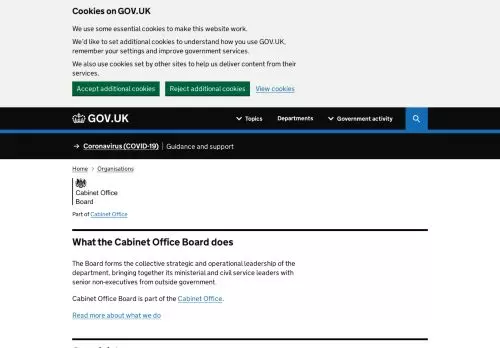 Cookies on GOV.UK
We use some essential cookies to make this website work.
We'd like to set additional cookies to understand how you use GOV.UK,
remember your settings and improve government services.
We also use cookies set by other sites to help us deliver content from their
services.
Accept additional cookies Reject additional cookies View cookies
GOV.UK Topics Departments Government activity
→ Coronavirus (COVID-19) Guidance and support
Home > Organisations
Cabinet Office
Board
Part of Cabinet Office
What the Cabinet Office Board does
The Board forms the collective strategic and operational leadership of the
department, bringing together its ministerial and civil service leaders with
senior non-executives from outside government.
Cabinet Office Board is part of the Cabinet Office.
Read more about what we do